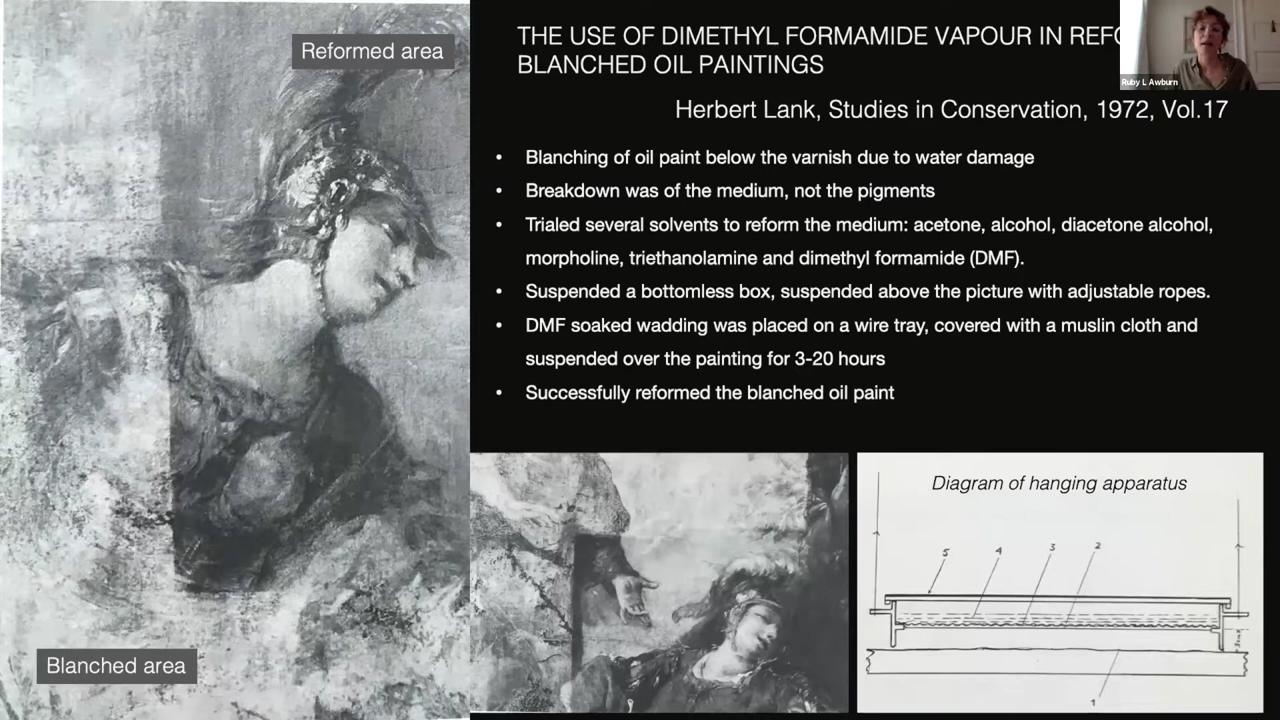 Reformed area
THE USE OF DIMETHYL FORMAMIDE VAPOUR IN
BLANCHED OIL PAINTINGS
Ruby L Awburn
Herbert Lank, Studies in Conservation, 1972, Vol.17
• Blanching of oil paint below the varnish due to water damage
• Breakdown was of the medium, not the pigments
• Trialed several solvents to reform the medium: acetone, alcohol, diacetone alcohol,
morpholine, triethanolamine and dimethyl formamide (DMF).
• Suspended a bottomless box, suspended above the picture with adjustable ropes.
• DMF soaked wadding was placed on a wire tray, covered with a muslin cloth and
suspended over the painting for 3-20 hours
• Successfully reformed the blanched oil paint
Diagram of hanging apparatus
5 4 3 2
1
Blanched area